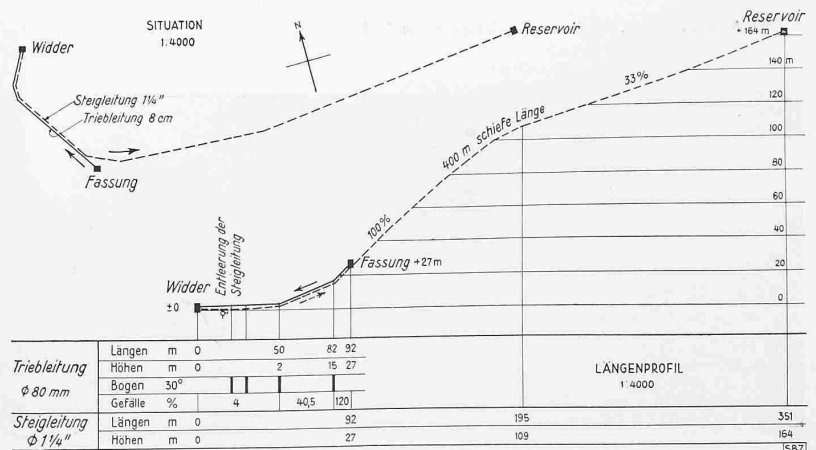 SITUATION
1:4000
N
Widder
Steigleitung 1¼"
Triebleitung 8 cm
Fassung
Reservoir
Reservoir
+ 164 m
140 m
120
100
80
60
40
20
0
33%
400 m schiefe Länge
100%
Fassung +27m
Entleerung der
Steigleitung
Widder
±0
LÄNGENPROFIL
1:4000
Triebleitung
ϕ 80 mm
Längen m 0 50 82 92
Höhen m 0 2 15 27
Bogen 30°
Gefälle % 4 40,5 120
Steigleitung
ϕ 1¼"
Längen m 0 92 195 351
Höhen m 0 27 109 164
SBZ